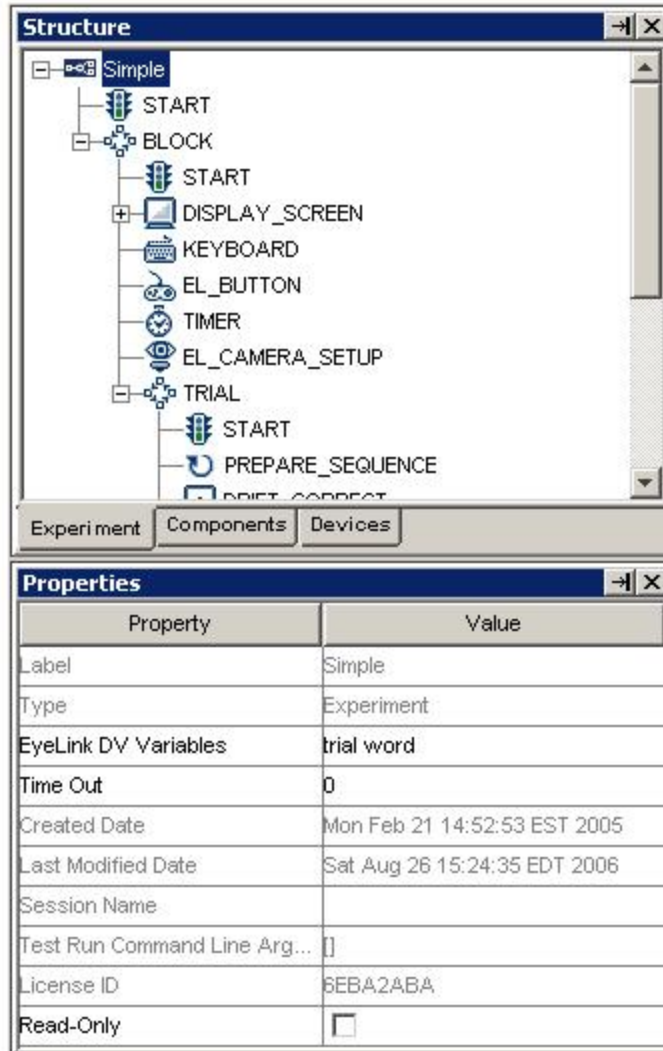 Structure
Simple
START
BLOCK
START
DISPLAY_SCREEN
KEYBOARD
EL_BUTTON
TIMER
EL_CAMERA_SETUP
TRIAL
START
PREPARE_SEQUENCE
DRIFT_CORRECT
Experiment Components Devices
Properties
Property Value
Label Simple
Type Experiment
EyeLink DV Variables trial word
Time Out 0
Created Date Mon Feb 21 14:52:53 EST 2005
Last Modified Date Sat Aug 26 15:24:35 EDT 2006
Session Name
Test Run Command Line Arg... []
License ID 6EBA2ABA
Read-Only